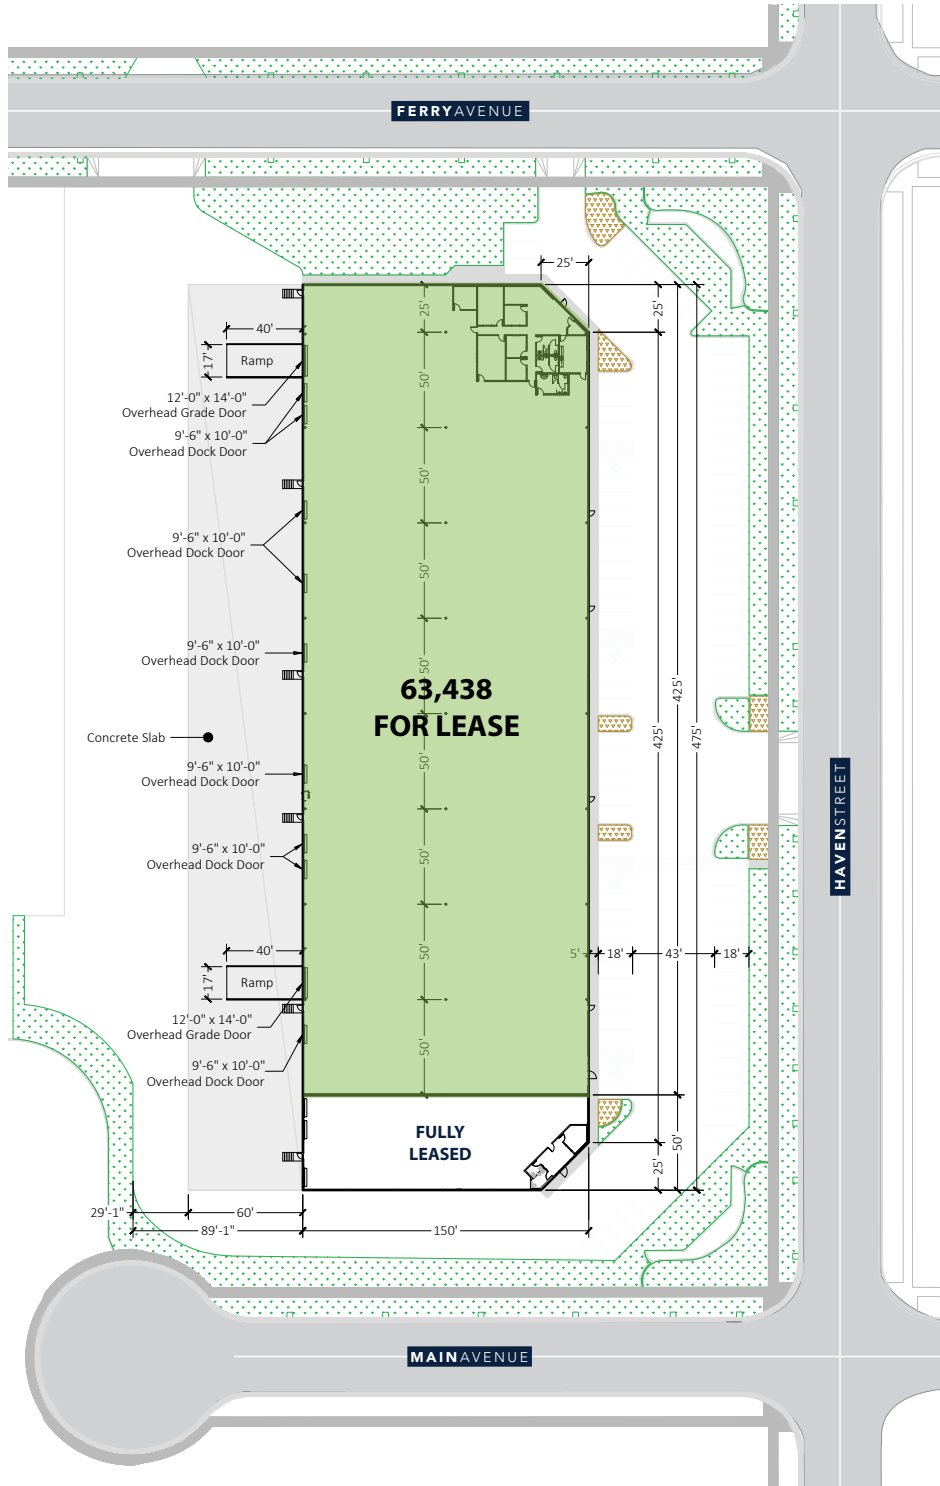 FERRYAVENUE
25'
25'
25'
40'
17'
Ramp
12'-0" x 14'-0"
Overhead Grade Door
50'
9'-6" x 10'-0"
Overhead Dock Door
50'
9'-6" x 10'-0"
Overhead Dock Door
50'
9'-6" x 10'-0"
Overhead Dock Door
50'
63,438
FOR LEASE
425'
425'
475'
Concrete Slab
50'
9'-6" x 10'-0"
Overhead Dock Door
HAVENSTREET
9'-6" x 10'-0"
Overhead Dock Door
50'
40'
50'
5'
18'
43'
18'
17'
Ramp
12'-0" x 14'-0"
Overhead Grade Door
50'
9'-6" x 10'-0"
Overhead Dock Door
FULLY
LEASED
50'
25'
29'-1"
60'
89'-1"
150'
MAINAVENUE